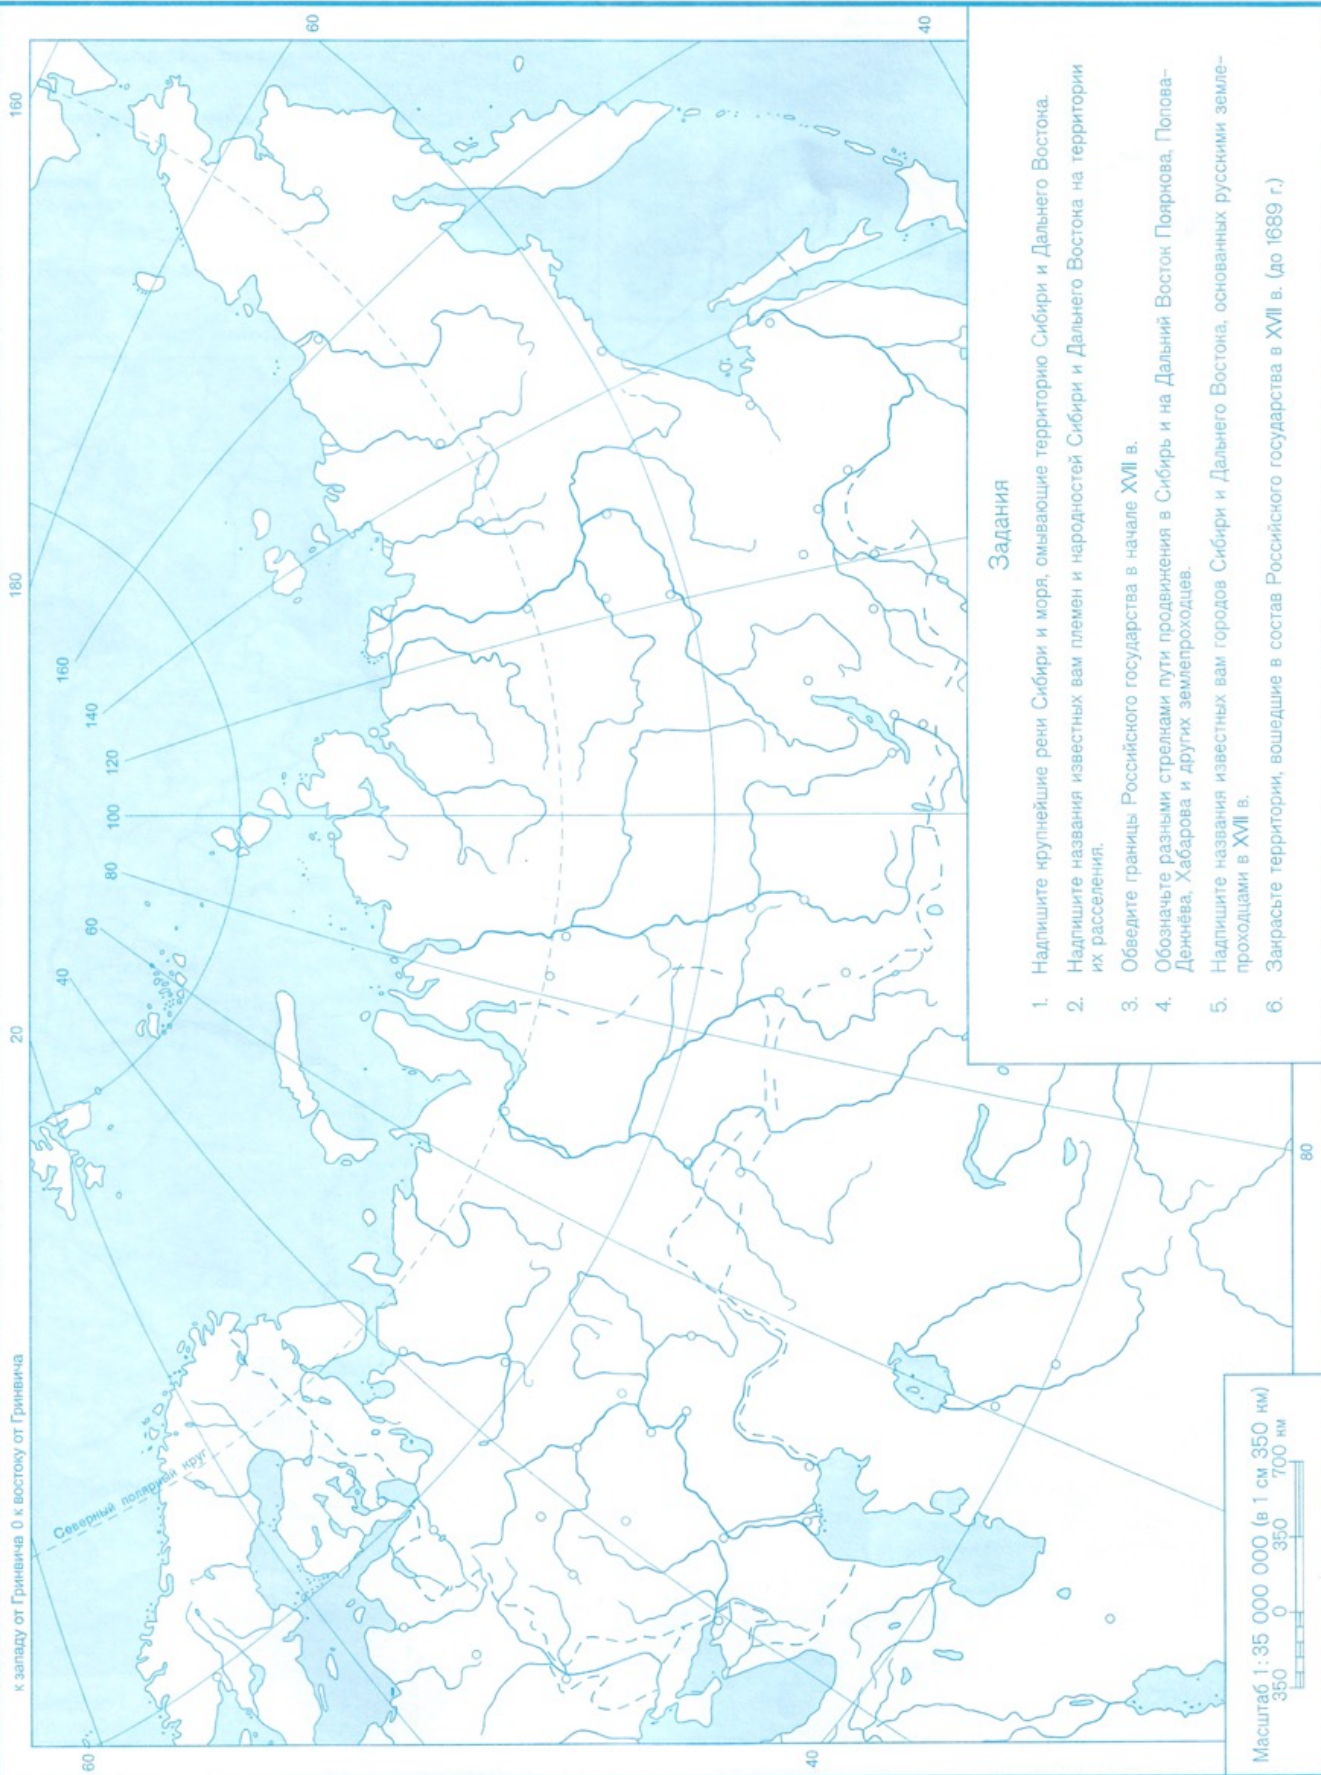 к западу от Гринвича 0 к востоку от Гринвича
20
180
160
60
40
60
80
100
120
140
160
60
40
Северный полярный круг
60
40
80
Задания
1. Надпишите крупнейшие реки Сибири и моря, омывающие территорию Сибири и Дальнего Востока.
2. Надпишите названия известных вам племен и народностей Сибири и Дальнего Востока на территории
их расселения.
3. Обведите границы Российского государства в начале XVII в.
4. Обозначьте разными стрелками пути продвижения в Сибирь и на Дальний Восток Пояркова, Попова–
Дежнёва, Хабарова и других землепроходцев.
5. Надпишите названия известных вам городов Сибири и Дальнего Востока, основанных русскими земле-
проходцами в XVII в.
6. Закрасьте территории, вошедшие в состав Российского государства в XVII в. (до 1689 г.)
Масштаб 1:35 000 000 (в 1 см 350 км)
350 0 350 700 км